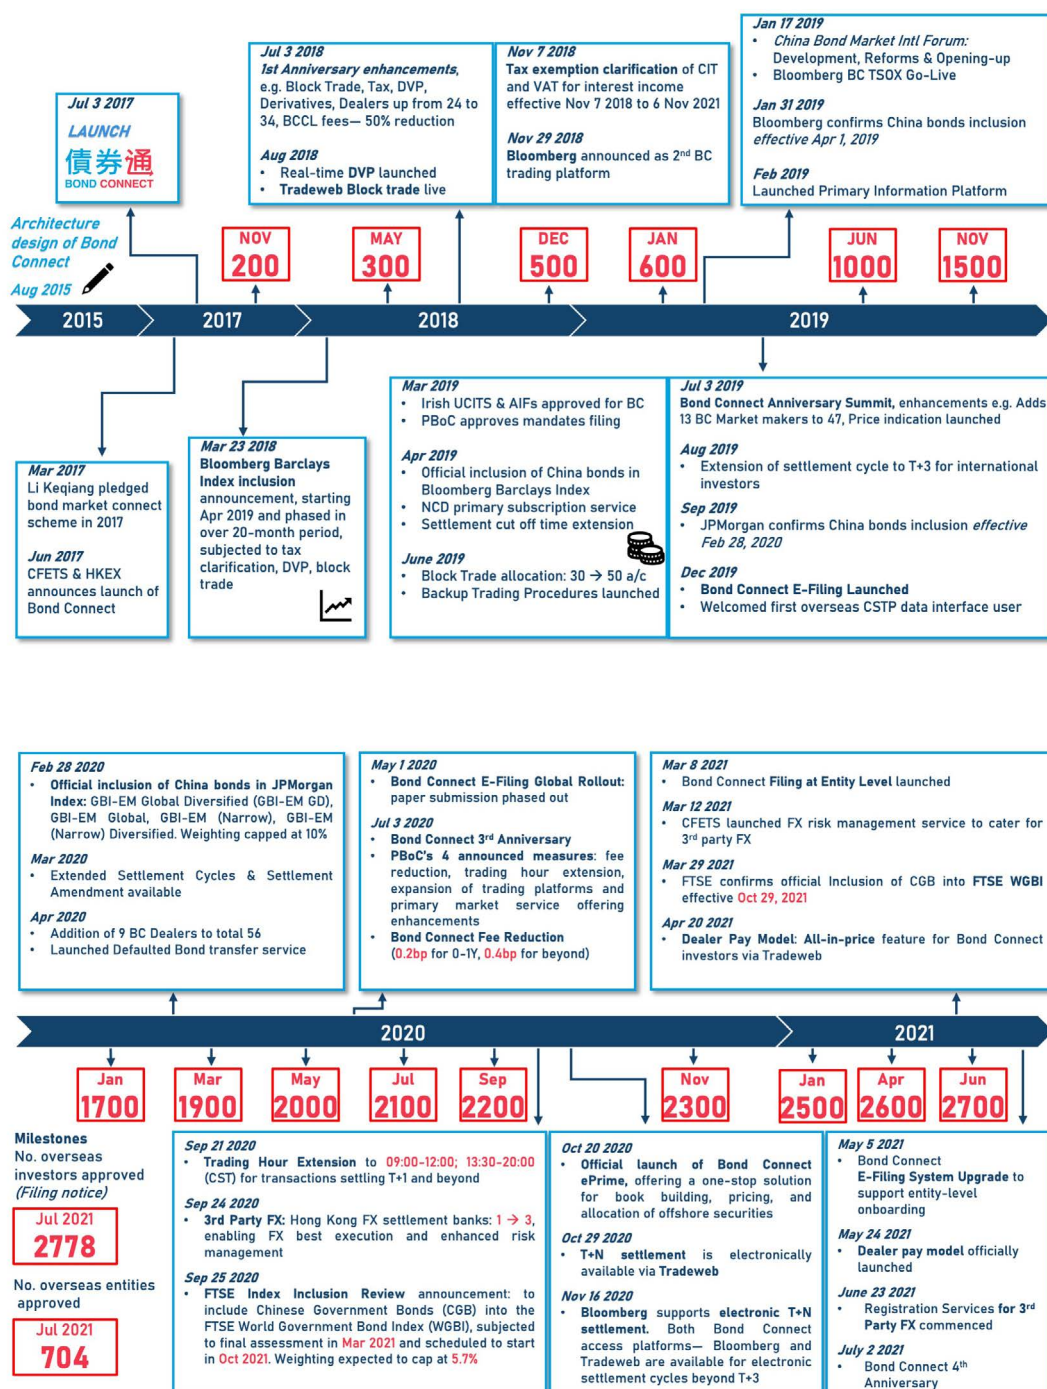 Jul 3 2017
LAUNCH
債券通
BOND CONNECT
Jul 3 2018
1st Anniversary enhancements,
e.g. Block Trade, Tax, DVP,
Derivatives, Dealers up from 24 to
34, BCCL fees— 50% reduction
Aug 2018
• Real-time DVP launched
• Tradeweb Block trade live
Nov 7 2018
Tax exemption clarification of CIT
and VAT for interest income
effective Nov 7 2018 to 6 Nov 2021
Nov 29 2018
Bloomberg announced as 2nd BC
trading platform
Jan 17 2019
• China Bond Market Intl Forum:
Development, Reforms & Opening-up
• Bloomberg BC TSOX Go-Live
Jan 31 2019
Bloomberg confirms China bonds inclusion
effective Apr 1, 2019
Feb 2019
Launched Primary Information Platform
Architecture
design of Bond
Connect
Aug 2015
NOV
200
MAY
300
DEC
500
JAN
600
JUN
1000
NOV
1500
2015
2017
2018
2019
Mar 2017
Li Keqiang pledged
bond market connect
scheme in 2017
Jun 2017
CFETS & HKEX
announces launch of
Bond Connect
Mar 23 2018
Bloomberg Barclays
Index inclusion
announcement, starting
Apr 2019 and phased in
over 20-month period,
subjected to tax
clarification, DVP, block
trade
Mar 2019
• Irish UCITS & AIFs approved for BC
• PBoC approves mandates filing
Apr 2019
• Official inclusion of China bonds in
Bloomberg Barclays Index
• NCD primary subscription service
• Settlement cut off time extension
June 2019
• Block Trade allocation: 30 → 50 a/c
• Backup Trading Procedures launched
Jul 3 2019
Bond Connect Anniversary Summit, enhancements e.g. Adds
13 BC Market makers to 47, Price indication launched
Aug 2019
• Extension of settlement cycle to T+3 for international
investors
Sep 2019
• JPMorgan confirms China bonds inclusion effective
Feb 28, 2020
Dec 2019
• Bond Connect E-Filing Launched
• Welcomed first overseas CSTP data interface user
Feb 28 2020
• Official inclusion of China bonds in JPMorgan
Index: GBI-EM Global Diversified (GBI-EM GD),
GBI-EM Global, GBI-EM (Narrow), GBI-EM
(Narrow) Diversified. Weighting capped at 10%
Mar 2020
• Extended Settlement Cycles & Settlement
Amendment available
Apr 2020
• Addition of 9 BC Dealers to total 56
• Launched Defaulted Bond transfer service
May 1 2020
• Bond Connect E-Filing Global Rollout:
paper submission phased out
Jul 3 2020
• Bond Connect 3rd Anniversary
• PBoC's 4 announced measures: fee
reduction, trading hour extension,
expansion of trading platforms and
primary market service offering
enhancements
• Bond Connect Fee Reduction
(0.2bp for 0-1Y, 0.4bp for beyond)
Mar 8 2021
• Bond Connect Filing at Entity Level launched
Mar 12 2021
• CFETS launched FX risk management service to cater for
3rd party FX
Mar 29 2021
• FTSE confirms official Inclusion of CGB into FTSE WGBI
effective Oct 29, 2021
Apr 20 2021
• Dealer Pay Model: All-in-price feature for Bond Connect
investors via Tradeweb
2020
2021
Jan
1700
Mar
1900
May
2000
Jul
2100
Sep
2200
Nov
2300
Jan
2500
Apr
2600
Jun
2700
Milestones
No. overseas
investors approved
(Filing notice)
Jul 2021
2778
No. overseas entities
approved
Jul 2021
704
Sep 21 2020
• Trading Hour Extension to 09:00-12:00; 13:30-20:00
(CST) for transactions settling T+1 and beyond
Sep 24 2020
• 3rd Party FX: Hong Kong FX settlement banks: 1 → 3,
enabling FX best execution and enhanced risk
management
Sep 25 2020
• FTSE Index Inclusion Review announcement: to
include Chinese Government Bonds (CGB) into the
FTSE World Government Bond Index (WGBI), subjected
to final assessment in Mar 2021 and scheduled to start
in Oct 2021. Weighting expected to cap at 5.7%
Oct 20 2020
• Official launch of Bond Connect
ePrime, offering a one-stop solution
for book building, pricing, and
allocation of offshore securities
Oct 29 2020
• T+N settlement is electronically
available via Tradeweb
Nov 16 2020
• Bloomberg supports electronic T+N
settlement. Both Bond Connect
access platforms— Bloomberg and
Tradeweb are available for electronic
settlement cycles beyond T+3
May 5 2021
• Bond Connect
E-Filing System Upgrade to
support entity-level
onboarding
May 24 2021
• Dealer pay model officially
launched
June 23 2021
• Registration Services for 3rd
Party FX commenced
July 2 2021
• Bond Connect 4th
Anniversary